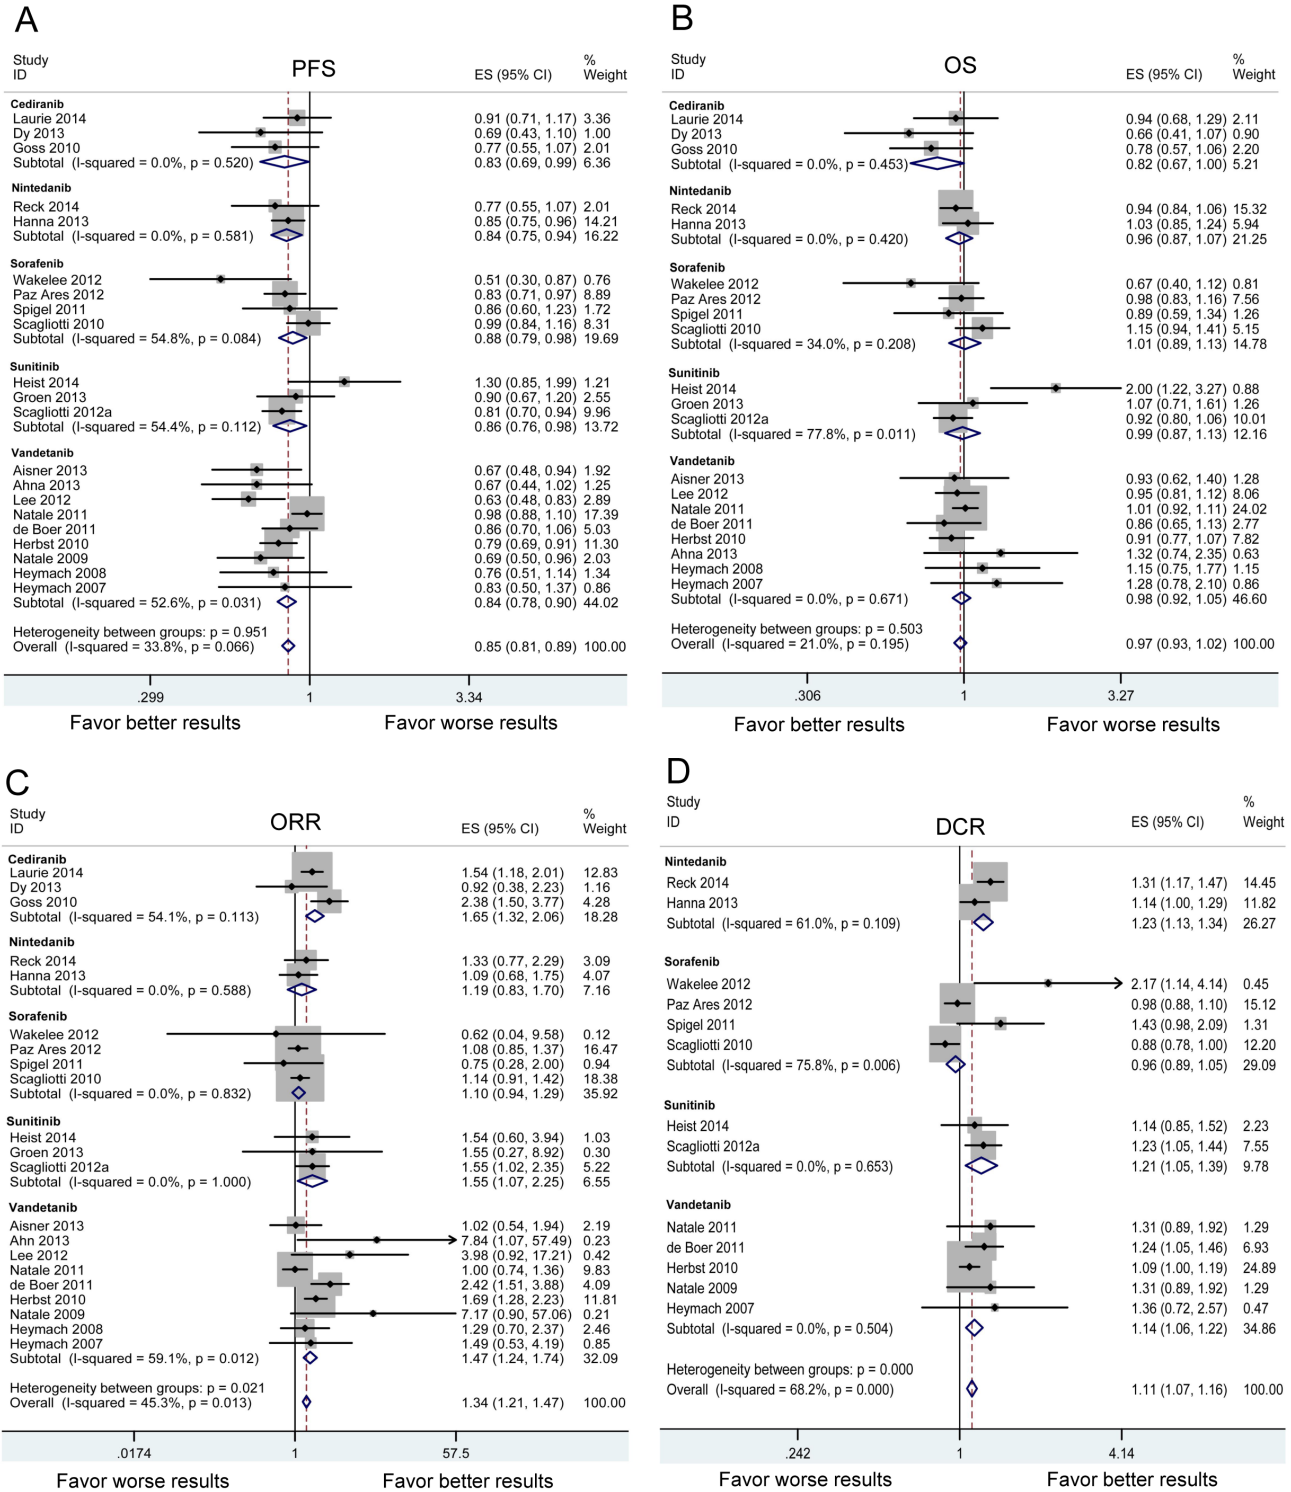 A
Study
ID
PFS
ES (95% CI)
%
Weight
Cediranib
Laurie 2014 0.91 (0.71, 1.17) 3.36
Dy 2013 0.69 (0.43, 1.10) 1.00
Goss 2010 0.77 (0.55, 1.07) 2.01
Subtotal (I-squared = 0.0%, p = 0.520) 0.83 (0.69, 0.99) 6.36
Nintedanib
Reck 2014 0.77 (0.55, 1.07) 2.01
Hanna 2013 0.85 (0.75, 0.96) 14.21
Subtotal (I-squared = 0.0%, p = 0.581) 0.84 (0.75, 0.94) 16.22
Sorafenib
Wakelee 2012 0.51 (0.30, 0.87) 0.76
Paz Ares 2012 0.83 (0.71, 0.97) 8.89
Spigel 2011 0.86 (0.60, 1.23) 1.72
Scagliotti 2010 0.99 (0.84, 1.16) 8.31
Subtotal (I-squared = 54.8%, p = 0.084) 0.88 (0.79, 0.98) 19.69
Sunitinib
Heist 2014 1.30 (0.85, 1.99) 1.21
Groen 2013 0.90 (0.67, 1.20) 2.55
Scagliotti 2012a 0.81 (0.70, 0.94) 9.96
Subtotal (I-squared = 54.4%, p = 0.112) 0.86 (0.76, 0.98) 13.72
Vandetanib
Aisner 2013 0.67 (0.48, 0.94) 1.92
Ahna 2013 0.67 (0.44, 1.02) 1.25
Lee 2012 0.63 (0.48, 0.83) 2.89
Natale 2011 0.98 (0.88, 1.10) 17.39
de Boer 2011 0.86 (0.70, 1.06) 5.03
Herbst 2010 0.79 (0.69, 0.91) 11.30
Natale 2009 0.69 (0.50, 0.96) 2.03
Heymach 2008 0.76 (0.51, 1.14) 1.34
Heymach 2007 0.83 (0.50, 1.37) 0.86
Subtotal (I-squared = 52.6%, p = 0.031) 0.84 (0.78, 0.90) 44.02
Heterogeneity between groups: p = 0.951
Overall (I-squared = 33.8%, p = 0.066) 0.85 (0.81, 0.89) 100.00
.299 1 3.34
Favor better results Favor worse results
B
Study
ID
OS
ES (95% CI)
%
Weight
Cediranib
Laurie 2014 0.94 (0.68, 1.29) 2.11
Dy 2013 0.66 (0.41, 1.07) 0.90
Goss 2010 0.78 (0.57, 1.06) 2.20
Subtotal (I-squared = 0.0%, p = 0.453) 0.82 (0.67, 1.00) 5.21
Nintedanib
Reck 2014 0.94 (0.84, 1.06) 15.32
Hanna 2013 1.03 (0.85, 1.24) 5.94
Subtotal (I-squared = 0.0%, p = 0.420) 0.96 (0.87, 1.07) 21.25
Sorafenib
Wakelee 2012 0.67 (0.40, 1.12) 0.81
Paz Ares 2012 0.98 (0.83, 1.16) 7.56
Spigel 2011 0.89 (0.59, 1.34) 1.26
Scagliotti 2010 1.15 (0.94, 1.41) 5.15
Subtotal (I-squared = 34.0%, p = 0.208) 1.01 (0.89, 1.13) 14.78
Sunitinib
Heist 2014 2.00 (1.22, 3.27) 0.88
Groen 2013 1.07 (0.71, 1.61) 1.26
Scagliotti 2012a 0.92 (0.80, 1.06) 10.01
Subtotal (I-squared = 77.8%, p = 0.011) 0.99 (0.87, 1.13) 12.16
Vandetanib
Aisner 2013 0.93 (0.62, 1.40) 1.28
Lee 2012 0.95 (0.81, 1.12) 8.06
Natale 2011 1.01 (0.92, 1.11) 24.02
de Boer 2011 0.86 (0.65, 1.13) 2.77
Herbst 2010 0.91 (0.77, 1.07) 7.82
Ahna 2013 1.32 (0.74, 2.35) 0.63
Heymach 2008 1.15 (0.75, 1.77) 1.15
Heymach 2007 1.28 (0.78, 2.10) 0.86
Subtotal (I-squared = 0.0%, p = 0.671) 0.98 (0.92, 1.05) 46.60
Heterogeneity between groups: p = 0.503
Overall (I-squared = 21.0%, p = 0.195) 0.97 (0.93, 1.02) 100.00
.306 1 3.27
Favor better results Favor worse results
C
Study
ID
ORR
ES (95% CI)
%
Weight
Cediranib
Laurie 2014 1.54 (1.18, 2.01) 12.83
Dy 2013 0.92 (0.38, 2.23) 1.16
Goss 2010 2.38 (1.50, 3.77) 4.28
Subtotal (I-squared = 54.1%, p = 0.113) 1.65 (1.32, 2.06) 18.28
Nintedanib
Reck 2014 1.33 (0.77, 2.29) 3.09
Hanna 2013 1.09 (0.68, 1.75) 4.07
Subtotal (I-squared = 0.0%, p = 0.588) 1.19 (0.83, 1.70) 7.16
Sorafenib
Wakelee 2012 0.62 (0.04, 9.58) 0.12
Paz Ares 2012 1.08 (0.85, 1.37) 16.47
Spigel 2011 0.75 (0.28, 2.00) 0.94
Scagliotti 2010 1.14 (0.91, 1.42) 18.38
Subtotal (I-squared = 0.0%, p = 0.832) 1.10 (0.94, 1.29) 35.92
Sunitinib
Heist 2014 1.54 (0.60, 3.94) 1.03
Groen 2013 1.55 (0.27, 8.92) 0.30
Scagliotti 2012a 1.55 (1.02, 2.35) 5.22
Subtotal (I-squared = 0.0%, p = 1.000) 1.55 (1.07, 2.25) 6.55
Vandetanib
Aisner 2013 1.02 (0.54, 1.94) 2.19
Ahn 2013 7.84 (1.07, 57.49) 0.23
Lee 2012 3.98 (0.92, 17.21) 0.42
Natale 2011 1.00 (0.74, 1.36) 9.83
de Boer 2011 2.42 (1.51, 3.88) 4.09
Herbst 2010 1.69 (1.28, 2.23) 11.81
Natale 2009 7.17 (0.90, 57.06) 0.21
Heymach 2008 1.29 (0.70, 2.37) 2.46
Heymach 2007 1.49 (0.53, 4.19) 0.85
Subtotal (I-squared = 59.1%, p = 0.012) 1.47 (1.24, 1.74) 32.09
Heterogeneity between groups: p = 0.021
Overall (I-squared = 45.3%, p = 0.013) 1.34 (1.21, 1.47) 100.00
.0174 1 57.5
Favor worse results Favor better results
D
Study
ID
DCR
ES (95% CI)
%
Weight
Nintedanib
Reck 2014 1.31 (1.17, 1.47) 14.45
Hanna 2013 1.14 (1.00, 1.29) 11.82
Subtotal (I-squared = 61.0%, p = 0.109) 1.23 (1.13, 1.34) 26.27
Sorafenib
Wakelee 2012 2.17 (1.14, 4.14) 0.45
Paz Ares 2012 0.98 (0.88, 1.10) 15.12
Spigel 2011 1.43 (0.98, 2.09) 1.31
Scagliotti 2010 0.88 (0.78, 1.00) 12.20
Subtotal (I-squared = 75.8%, p = 0.006) 0.96 (0.89, 1.05) 29.09
Sunitinib
Heist 2014 1.14 (0.85, 1.52) 2.23
Scagliotti 2012a 1.23 (1.05, 1.44) 7.55
Subtotal (I-squared = 0.0%, p = 0.653) 1.21 (1.05, 1.39) 9.78
Vandetanib
Natale 2011 1.31 (0.89, 1.92) 1.29
de Boer 2011 1.24 (1.05, 1.46) 6.93
Herbst 2010 1.09 (1.00, 1.19) 24.89
Natale 2009 1.31 (0.89, 1.92) 1.29
Heymach 2007 1.36 (0.72, 2.57) 0.47
Subtotal (I-squared = 0.0%, p = 0.504) 1.14 (1.06, 1.22) 34.86
Heterogeneity between groups: p = 0.000
Overall (I-squared = 68.2%, p = 0.000) 1.11 (1.07, 1.16) 100.00
.242 1 4.14
Favor worse results Favor better results